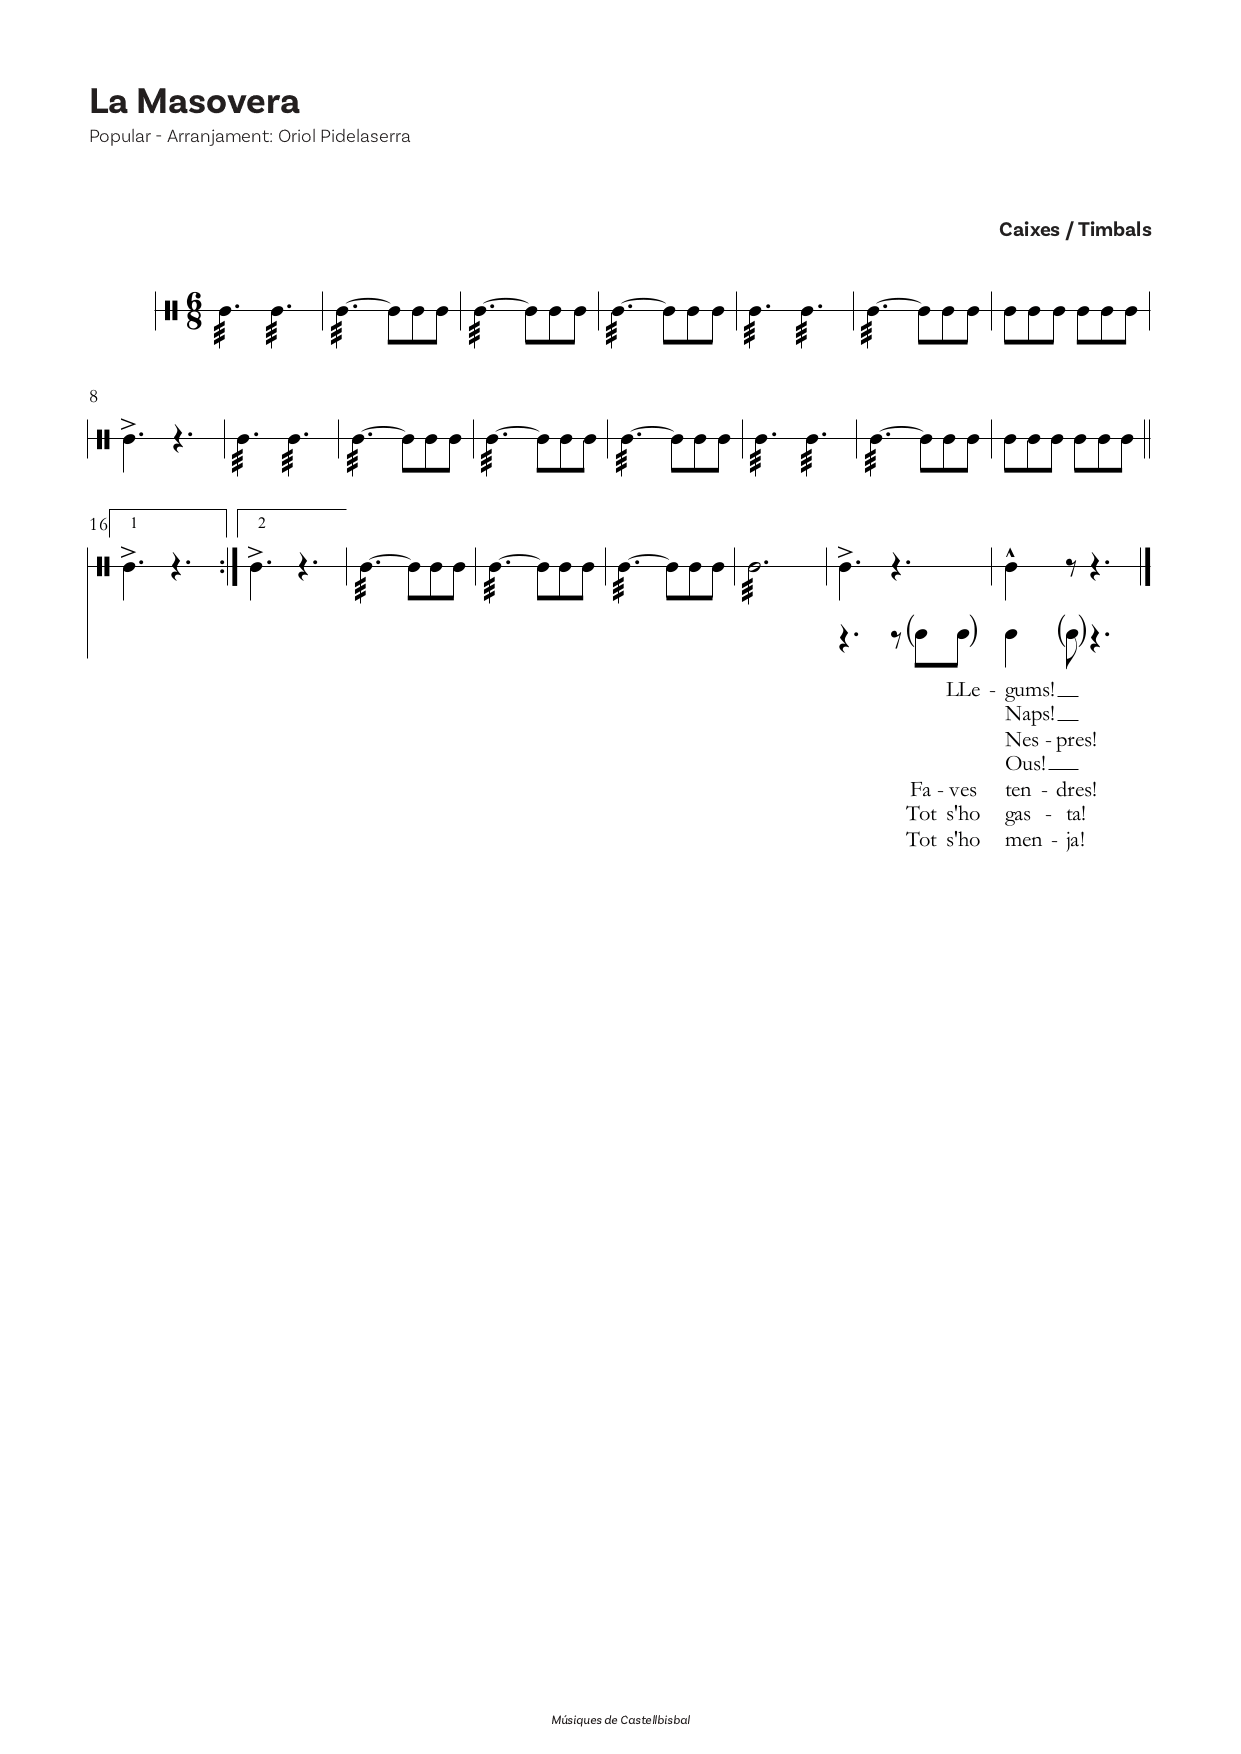 La Masovera
Popular - Arranjament: Oriol Pidelaserra
Caixes / Timbals
6
8
8
16
1
2
LLe - gums!
Naps!
Nes - pres!
Ous!
Fa - ves ten - dres!
Tot s'ho gas - ta!
Tot s'ho men - ja!
Músiques de Castellbisbal